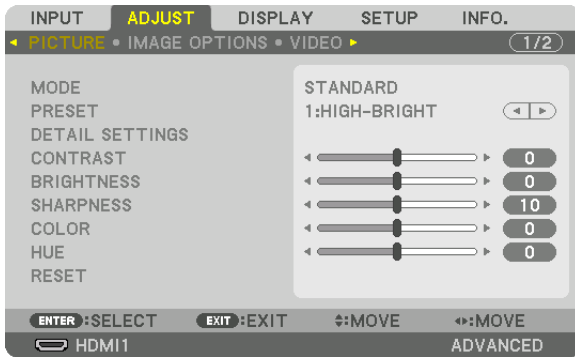 INPUT ADJUST DISPLAY SETUP INFO.
PICTURE • IMAGE OPTIONS • VIDEO 1/2
MODE STANDARD
PRESET 1:HIGH-BRIGHT
DETAIL SETTINGS
CONTRAST 0
BRIGHTNESS 0
SHARPNESS 10
COLOR 0
HUE 0
RESET
ENTER:SELECT EXIT:EXIT :MOVE :MOVE
HDMI1 ADVANCED